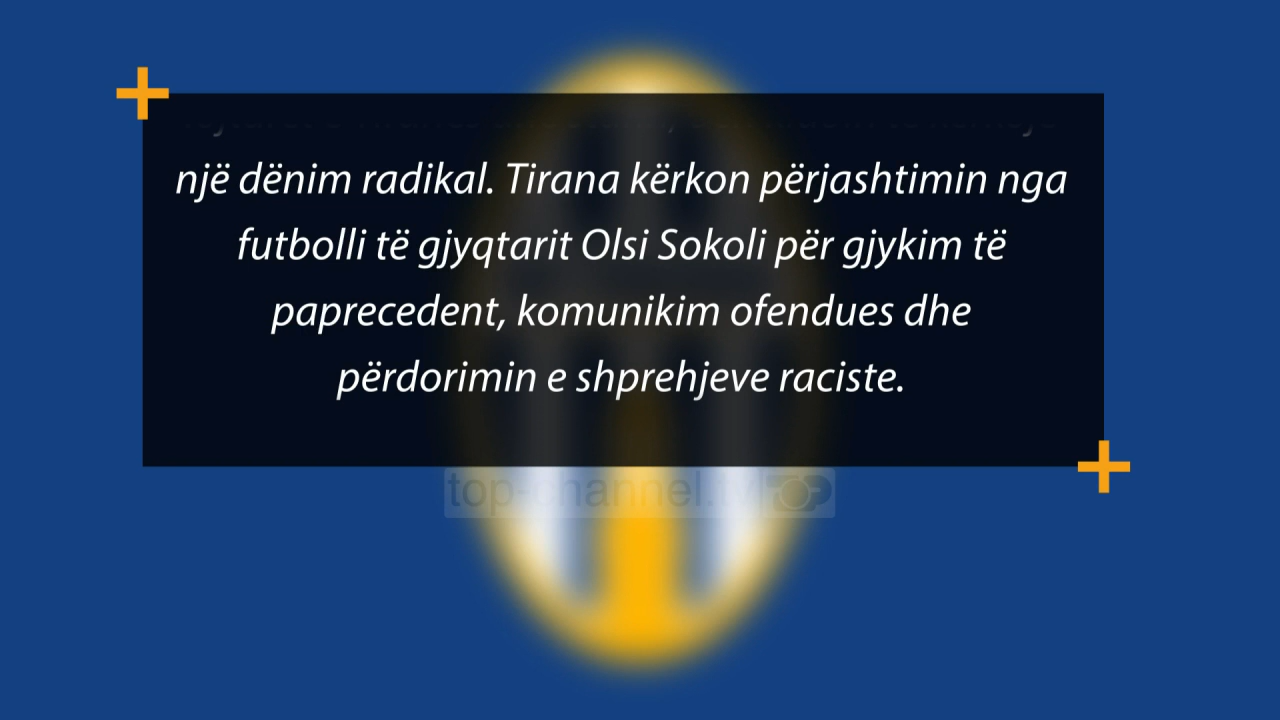 një dënim radikal. Tirana kërkon përjashtimin nga
futbolli të gjyqtarit Olsi Sokoli për gjykim të
paprecedent, komunikim ofendues dhe
përdorimin e shprehjeve raciste.
top-channel.tv